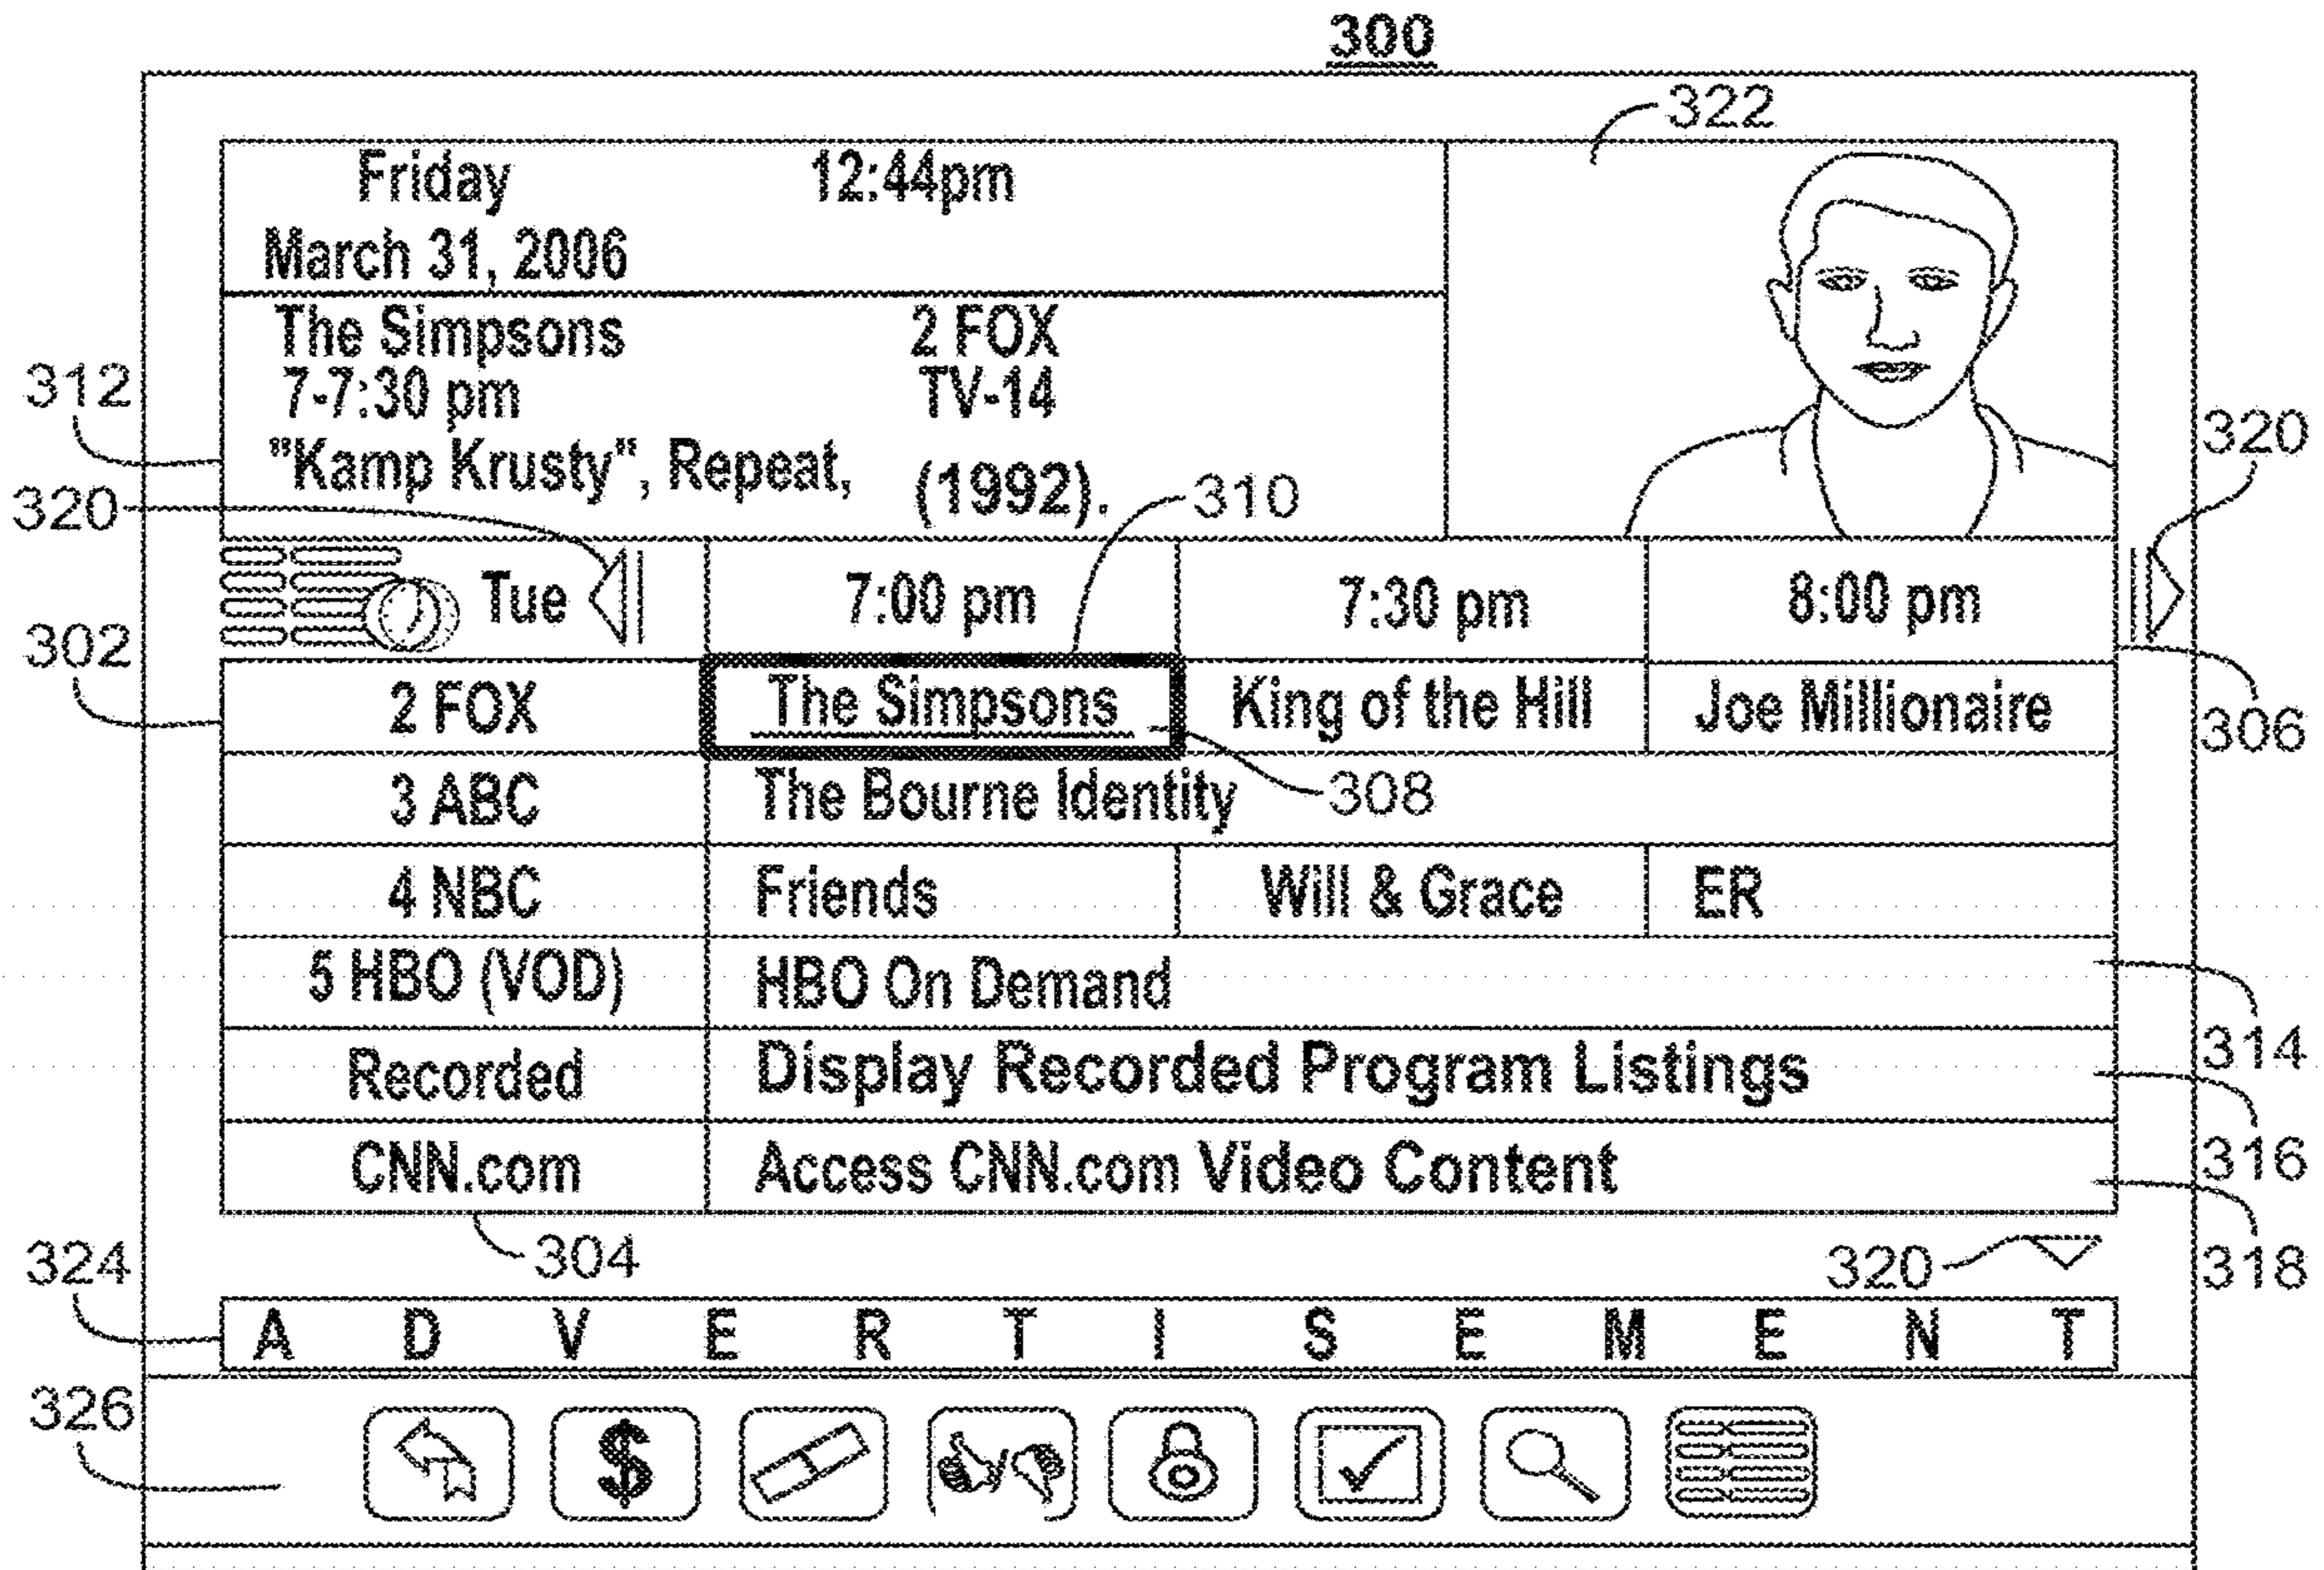 300
322
Friday 12:44pm
March 31, 2006
The Simpsons 2 FOX
312
7-7:30 pm TV-14
320
"Kamp Krusty", Repeat, (1992).
310
320
Tue 7:00 pm 7:30 pm 8:00 pm
302
2 FOX The Simpsons King of the Hill Joe Millionaire
306
3 ABC The Bourne Identity
308
4 NBC Friends Will & Grace ER
5 HBO (VOD) HBO On Demand
314
Recorded Display Recorded Program Listings
316
CNN.com Access CNN.com Video Content
324
304
320
318
A D V E R T I S E M E N T
326
$